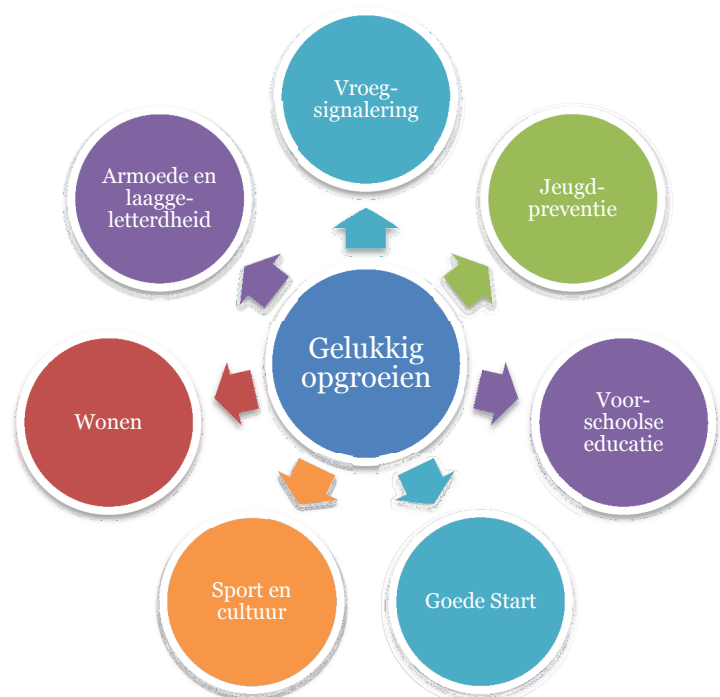 Vroeg-
signalering
Jeugd-
preventie
Voor-
schoolse
educatie
Goede Start
Sport en
cultuur
Wonen
Armoede en
laagge-
letterdheid
Gelukkig
opgroeien